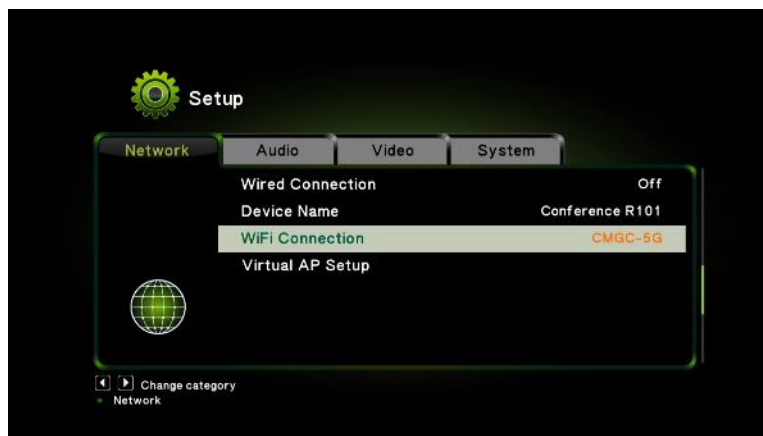 Setup
Network Audio Video System
Wired Connection Off
Device Name Conference R101
WiFi Connection CMGC-5G
Virtual AP Setup
Change category
Network